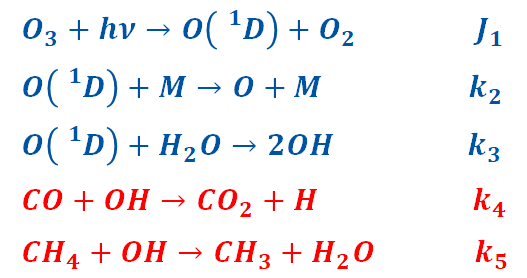 O₃ + hν → O( ¹D) + O₂ J₁
O( ¹D) + M → O + M k₂
O( ¹D) + H₂O → 2OH k₃
CO + OH → CO₂ + H k₄
CH₄ + OH → CH₃ + H₂O k₅